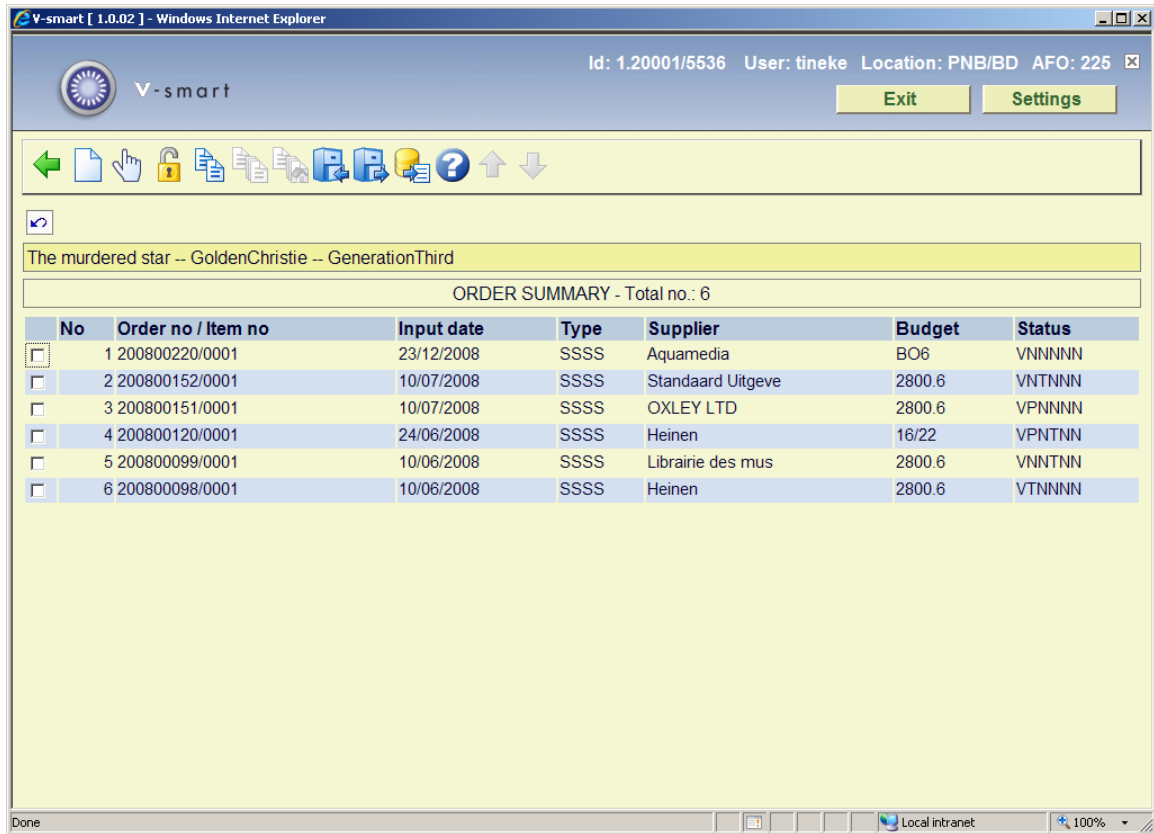 V-smart [ 1.0.02 ] - Windows Internet Explorer
Id: 1.20001/5536 User: tineke Location: PNB/BD AFO: 225
V-smart
Exit Settings
The murdered star -- GoldenChristie -- GenerationThird
ORDER SUMMARY - Total no.: 6
No Order no / Item no Input date Type Supplier Budget Status
1 200800220/0001 23/12/2008 SSSS Aquamedia BO6 VNNNNN
2 200800152/0001 10/07/2008 SSSS Standaard Uitgeve 2800.6 VNTNNN
3 200800151/0001 10/07/2008 SSSS OXLEY LTD 2800.6 VPNNNN
4 200800120/0001 24/06/2008 SSSS Heinen 16/22 VPNTNN
5 200800099/0001 10/06/2008 SSSS Librairie des mus 2800.6 VNNTNN
6 200800098/0001 10/06/2008 SSSS Heinen 2800.6 VTNNNN
Done Local intranet 100%